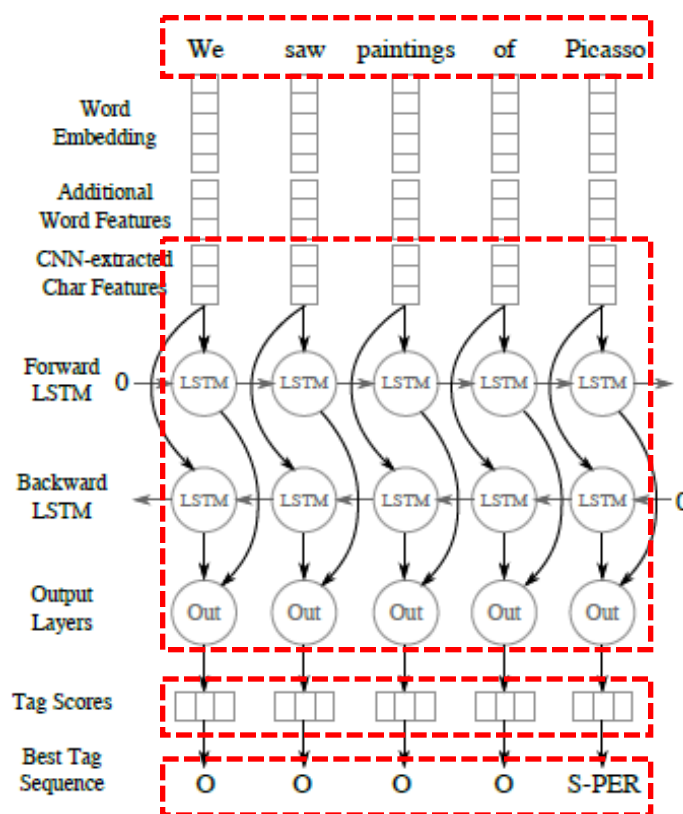 We saw paintings of Picasso
Word
Embedding
Additional
Word Features
CNN-extracted
Char Features
Forward
LSTM
0 LSTM LSTM LSTM LSTM LSTM
Backward
LSTM
LSTM LSTM LSTM LSTM LSTM 0
Output
Layers
Out Out Out Out Out
Tag Scores
Best Tag
Sequence
O O O O S-PER